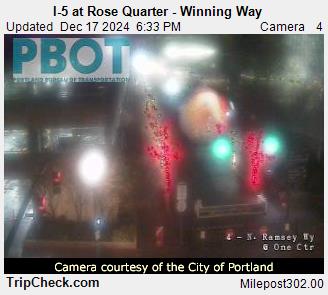 I-5 at Rose Quarter - Winning Way
Updated Dec 17 2024 6:33 PM Camera 4
PBOT
PORTLAND BUREAU OF TRANSPORTATION
4 - N. Ramsey Wy
@ One Ctr
Camera courtesy of the City of Portland
TripCheck.com Milepost302.00